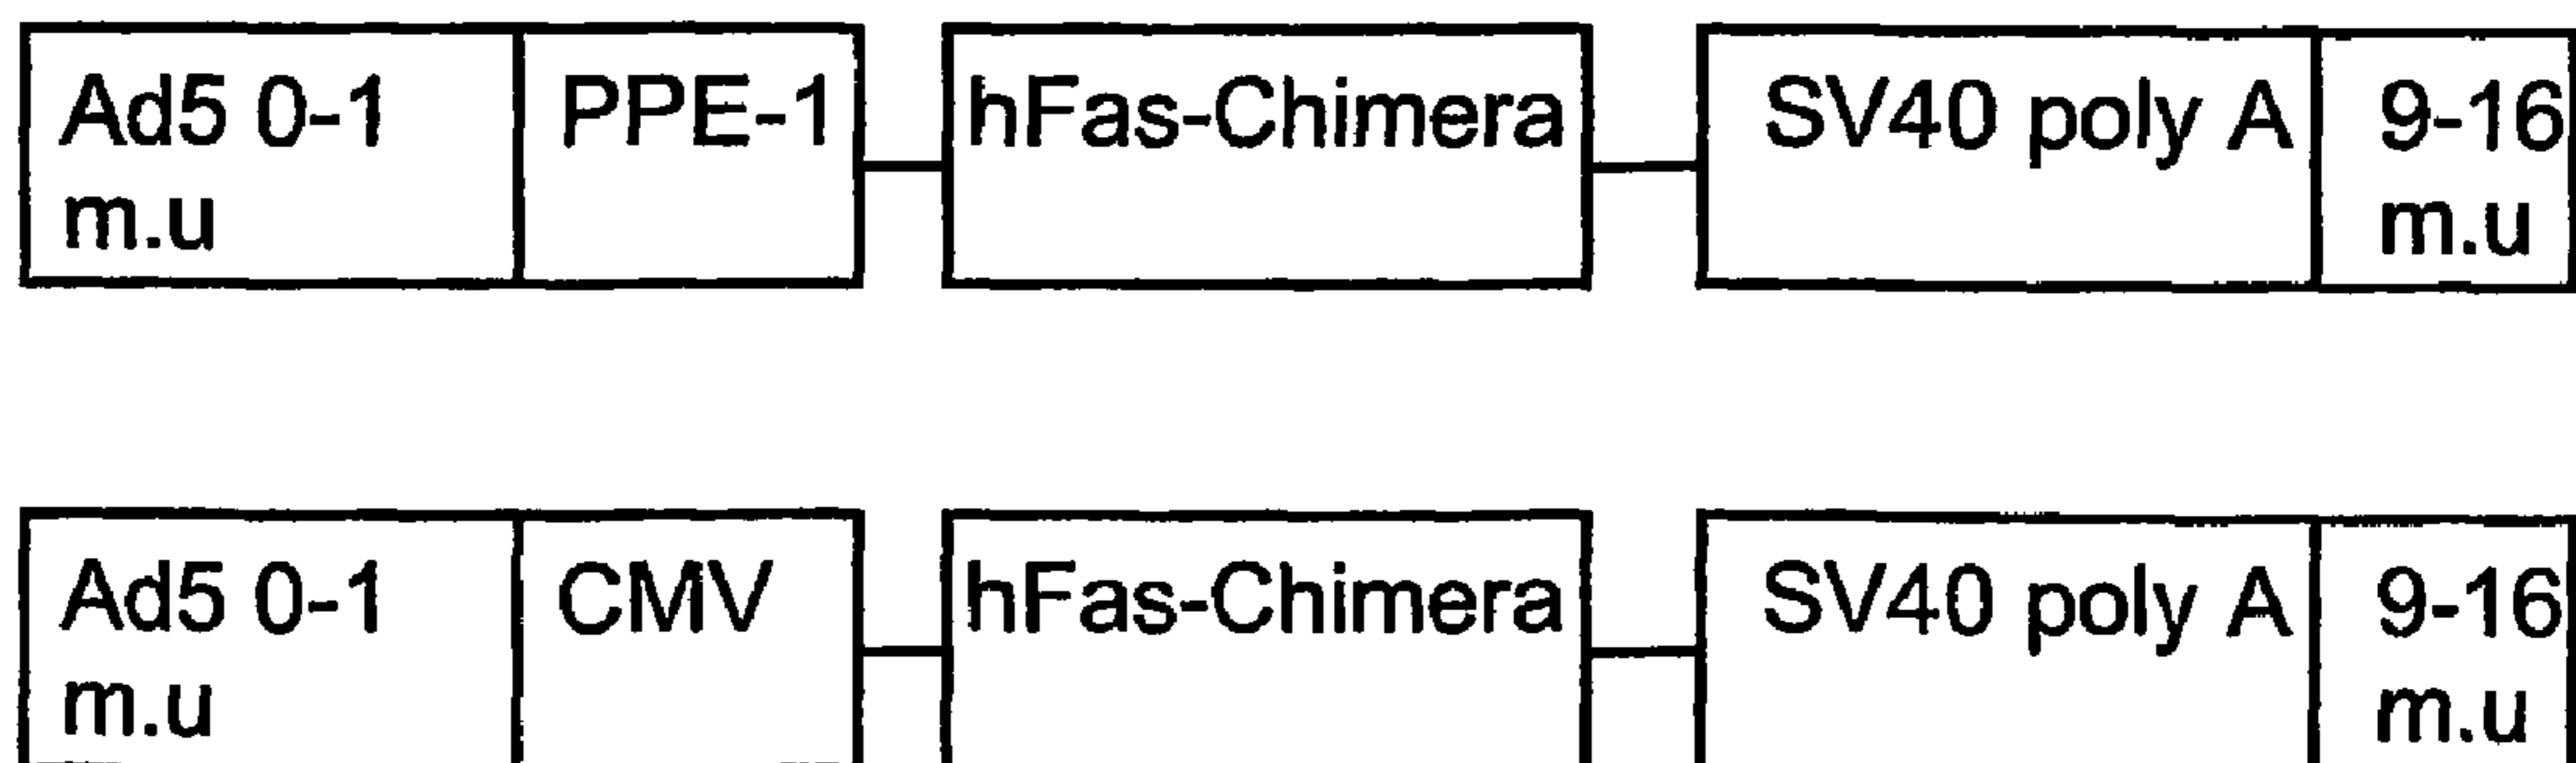 Ad5 0-1 PPE-1 hFas-Chimera SV40 poly A 9-16
m.u m.u
Ad5 0-1 CMV hFas-Chimera SV40 poly A 9-16
m.u m.u